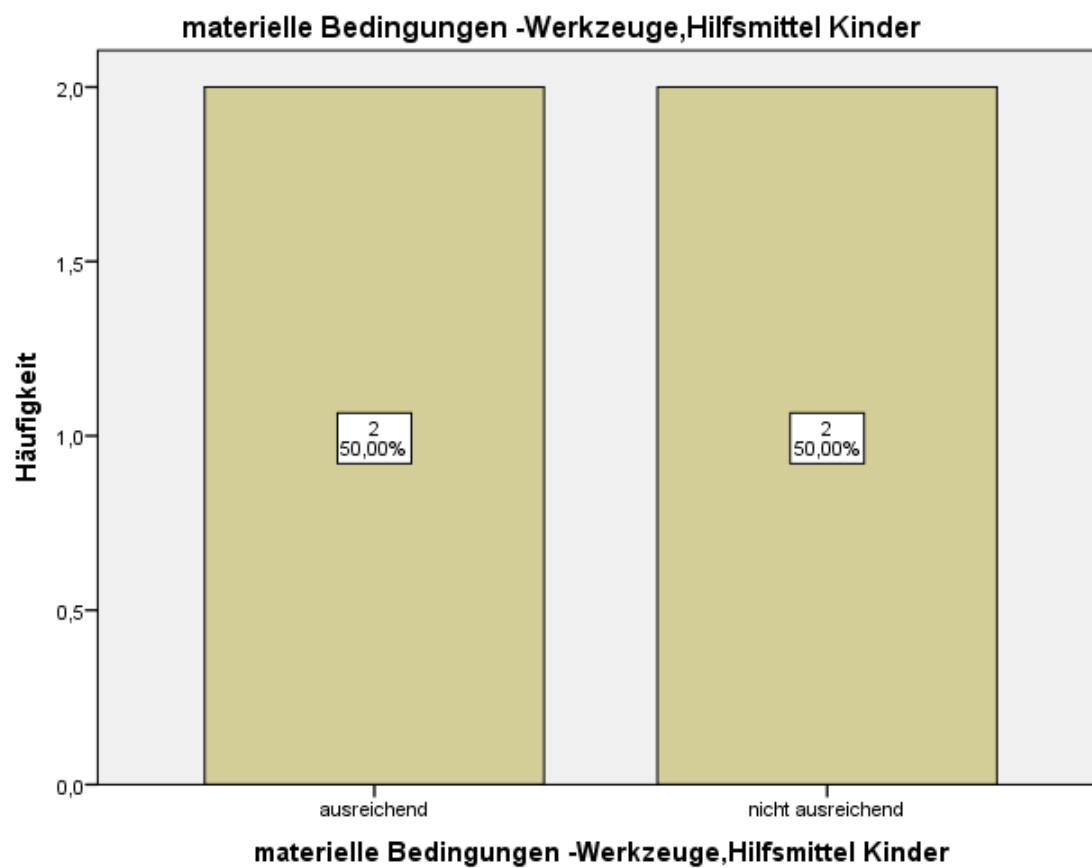 materielle Bedingungen -Werkzeuge,Hilfsmittel Kinder
Häufigkeit
2,0
1,5
1,0
0,5
0,0
2
50,00%
2
50,00%
ausreichend
nicht ausreichend
materielle Bedingungen -Werkzeuge,Hilfsmittel Kinder